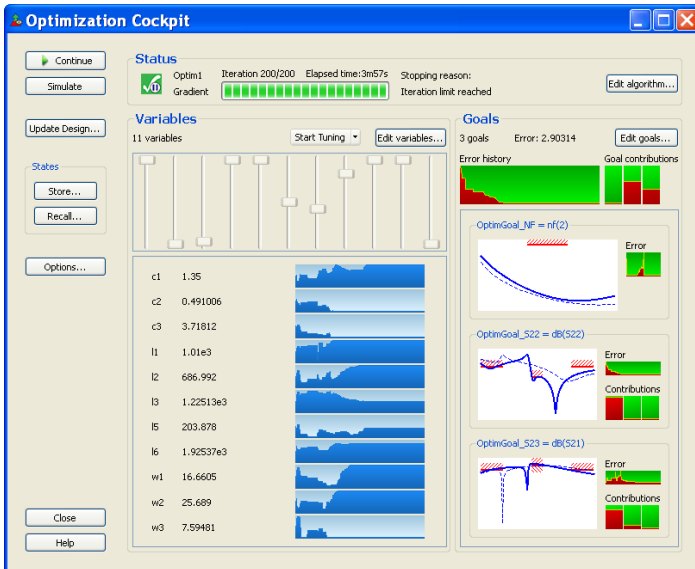 Optimization Cockpit
Continue
Simulate
Update Design...
States
Store...
Recall...
Options...
Close
Help
Status
Optim1 Iteration 200/200 Elapsed time:3m57s Stopping reason:
Gradient Iteration limit reached
Edit algorithm...
Variables
11 variables Start Tuning Edit variables...
c1 1.35
c2 0.491006
c3 3.71812
l1 1.01e3
l2 686.992
l3 1.22513e3
l5 203.878
l6 1.92537e3
w1 16.6605
w2 25.689
w3 7.59481
Goals
3 goals Error: 2.90314 Edit goals...
Error history Goal contributions
OptimGoal_NF = nf(2)
Error
OptimGoal_S22 = dB(S22)
Error
Contributions
OptimGoal_S23 = dB(S21)
Error
Contributions